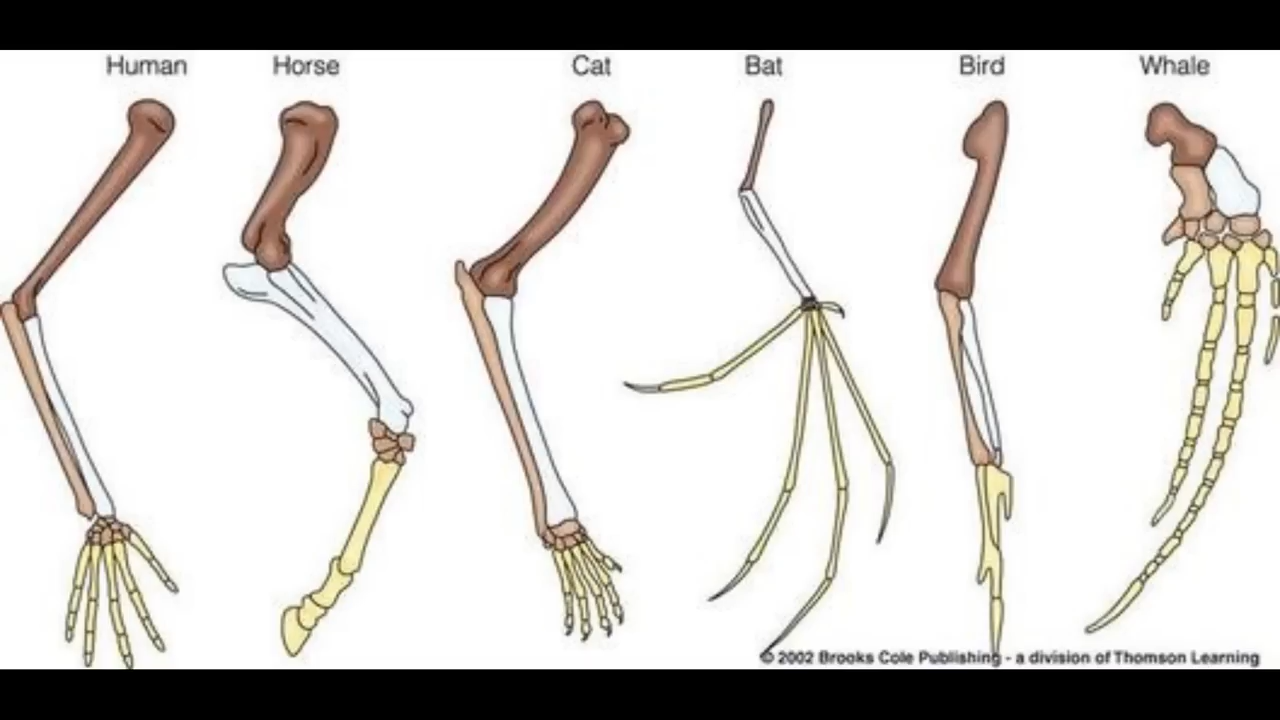 Human Horse Cat Bat Bird Whale
© 2002 Brooks Cole Publishing - a division of Thomson Learning